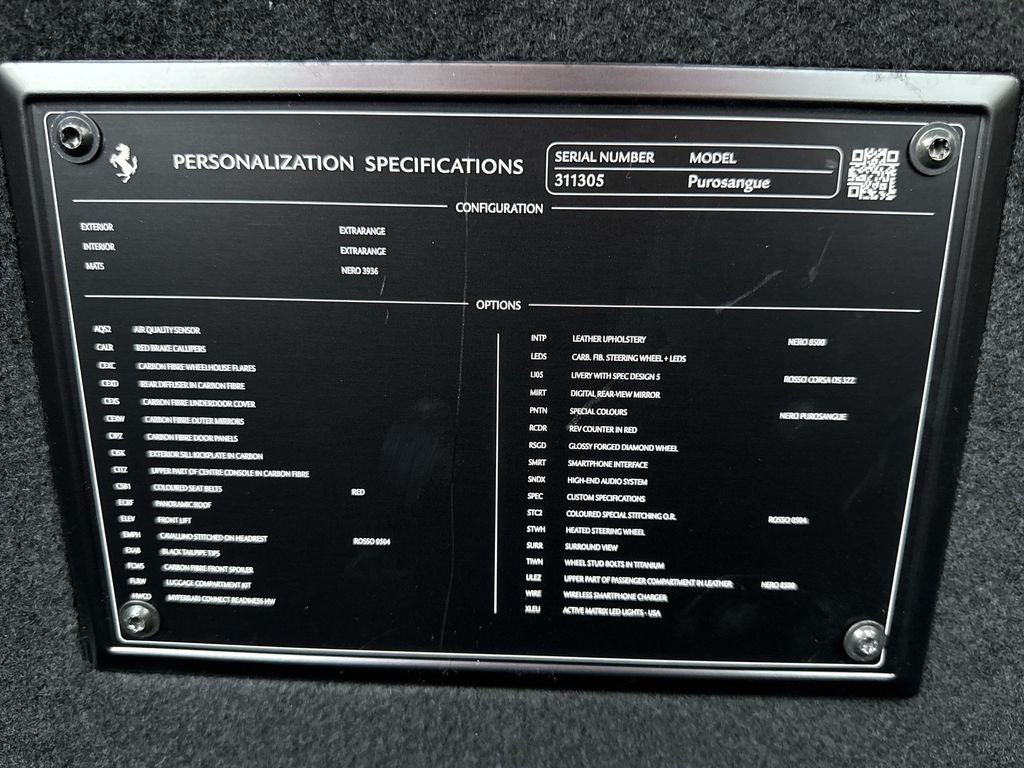 PERSONALIZATION SPECIFICATIONS
SERIAL NUMBER MODEL
311305 Purosangue
CONFIGURATION
EXTERIOR EXTRARANGE
INTERIOR EXTRARANGE
MATS NERO 3936
OPTIONS
AQS2 AIR QUALITY SENSOR
CALR RED BRAKE CALLIPERS
CEXC CARBON FIBRE WHEELHOUSE FLARES
CEXD REAR DIFFUSER IN CARBON FIBRE
CEXS CARBON FIBRE UNDERDOOR COVER
CEXW CARBON FIBRE OUTER MIRRORS
CIPZ CARBON FIBRE DOOR PANELS
CISK EXTERIOR SILL KICKPLATE IN CARBON
UPPER PART OF CENTRE CONSOLE IN CARBON FIBRE
CSB1 COLOURED SEAT BELTS RED
ECRF PANORAMIC ROOF
ELEV FRONT LIFT
EMPH CAVALLINO STITCHED ON HEADREST ROSSO 0504
EXAB BLACK TAILPIPE TIPS
FCWS CARBON FIBRE FRONT SPOILER
FLRW LUGGAGE COMPARTMENT KIT
HWCO MYFERRARI CONNECT READINESS HW
INTP LEATHER UPHOLSTERY NERO 8500
LEDS CARB. FIB. STEERING WHEEL + LEDS
LI05 LIVERY WITH SPEC DESIGN 5 ROSSO CORSA DS 322
MIRT DIGITAL REAR-VIEW MIRROR
PNTN SPECIAL COLOURS NERO PUROSANGUE
RCDR REV COUNTER IN RED
RSGD GLOSSY FORGED DIAMOND WHEEL
SMRT SMARTPHONE INTERFACE
SNDX HIGH-END AUDIO SYSTEM
SPEC CUSTOM SPECIFICATIONS
STC2 COLOURED SPECIAL STITCHING O.R. ROSSO 0504
STWH HEATED STEERING WHEEL
SURR SURROUND VIEW
TIWN WHEEL STUD BOLTS IN TITANIUM
ULEZ UPPER PART OF PASSENGER COMPARTMENT IN LEATHER NERO 8500
WIRE WIRELESS SMARTPHONE CHARGER
XLEU ACTIVE MATRIX LED LIGHTS - USA